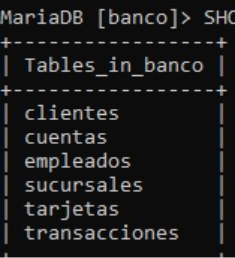 MariaDB [banco]> SHO
+-----------------+
| Tables_in_banco |
+-----------------+
| clientes        |
| cuentas         |
| empleados       |
| sucursales      |
| tarjetas        |
| transacciones   |